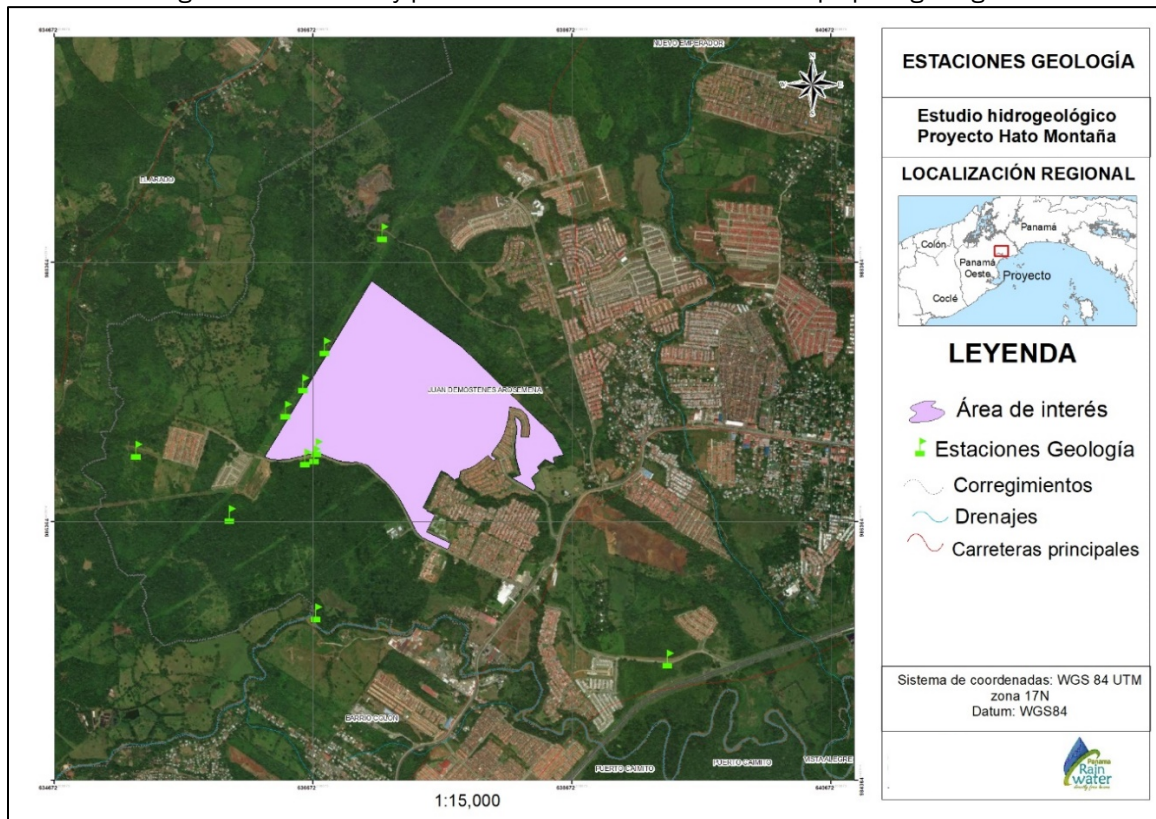 634672
636672
638672
640672
NUEVO EMPERADOR
JUAN DEMOSTENES AROSEMENA
BARRIO COLON
PUERTO CAIMITO
PUERTO CAIMITO
VISTA ALEGRE
1:15,000
ESTACIONES GEOLOGÍA
Estudio hidrogeológico
Proyecto Hato Montaña
LOCALIZACIÓN REGIONAL
Colón
Panamá
Panamá
Oeste
Proyecto
Coclé
LEYENDA
Área de interés
Estaciones Geología
Corregimientos
Drenajes
Carreteras principales
Sistema de coordenadas: WGS 84 UTM
zona 17N
Datum: WGS84
Panama
Rain
water